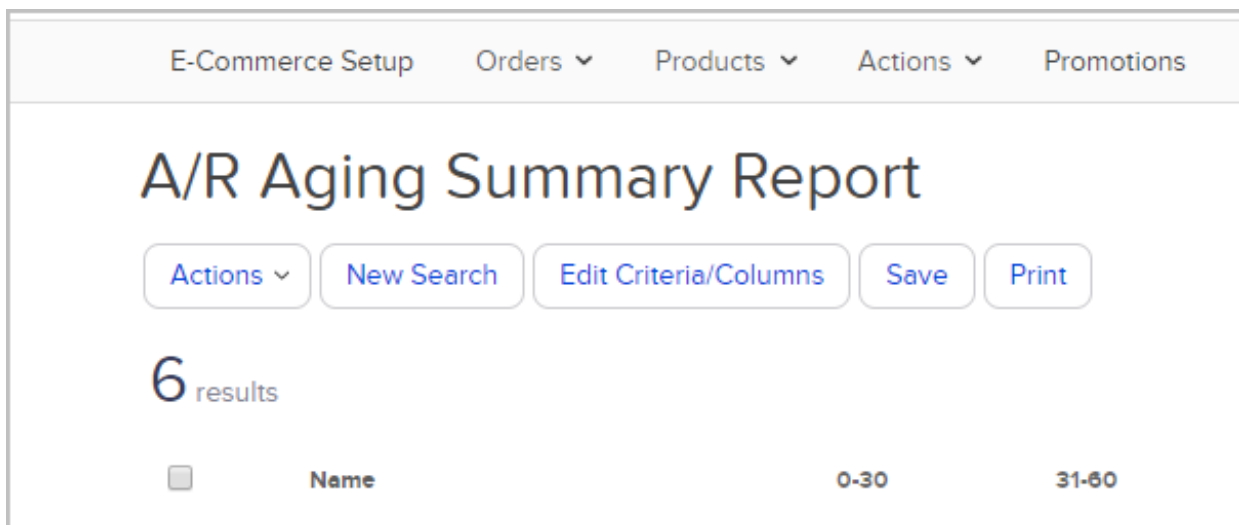 E-Commerce Setup Orders Products Actions Promotions
A/R Aging Summary Report
Actions New Search Edit Criteria/Columns Save Print
6 results
Name 0-30 31-60